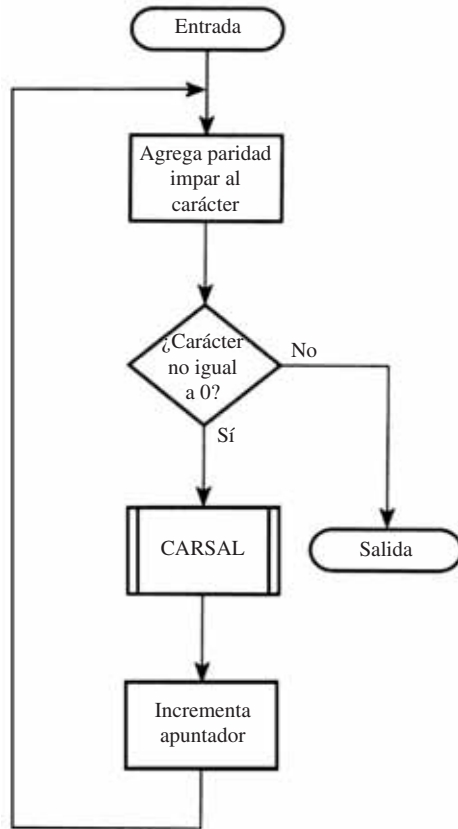 Entrada
Agrega paridad
impar al
carácter
¿Carácter
no igual
a 0?
No
Sí
CARSAL
Salida
Incrementa
apuntador